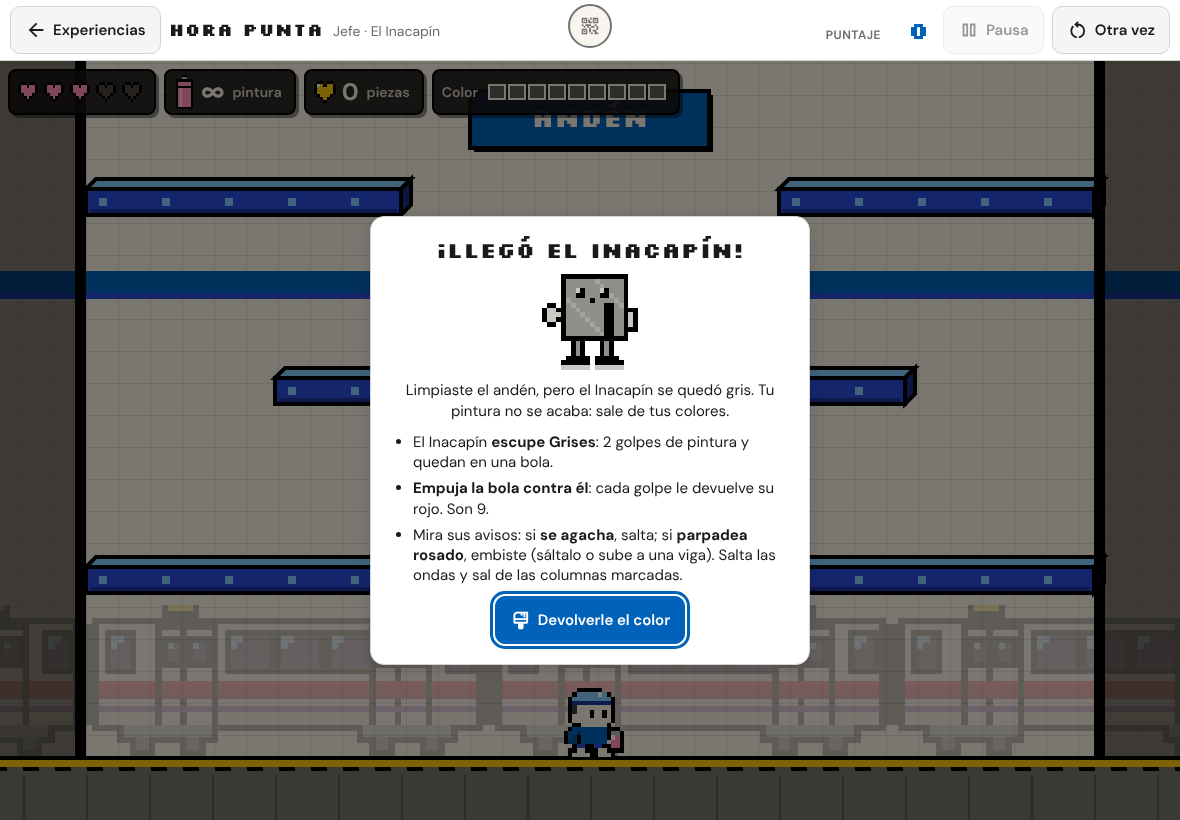 Experiencias
HORA PUNTA
Jefe · El Inacapín
PUNTAJE
0
Pausa
Otra vez
∞ pintura
0 piezas
Color
ANDÉN
¡LLEGÓ EL INACAPÍN!
Limpiaste el andén, pero el Inacapín se quedó gris. Tu
pintura no se acaba: sale de tus colores.
• El Inacapín escupe Grises: 2 golpes de pintura y
quedan en una bola.
• Empuja la bola contra él: cada golpe le devuelve su
rojo. Son 9.
• Mira sus avisos: si se agacha, salta; si parpadea
rosado, embiste (sáltalo o sube a una viga). Salta las
ondas y sal de las columnas marcadas.
Devolverle el color